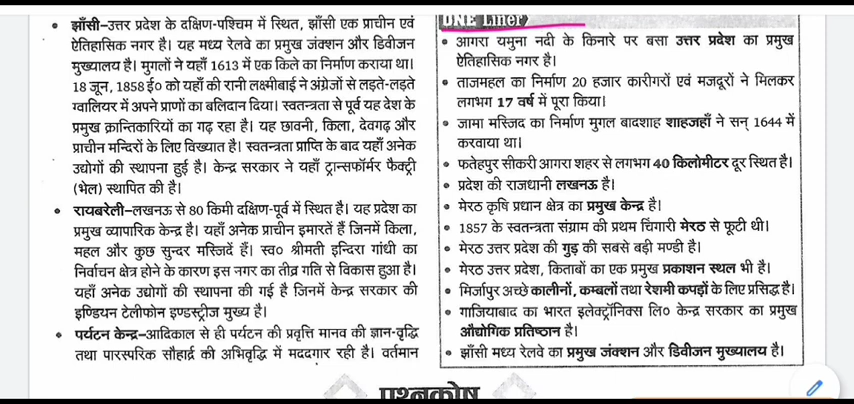 • झाँसी–उत्तर प्रदेश के दक्षिण-पश्चिम में स्थित, झाँसी एक प्राचीन एवं
ऐतिहासिक नगर है। यह मध्य रेलवे का प्रमुख जंक्शन और डिवीजन
मुख्यालय है। मुगलों ने यहाँ 1613 में एक किले का निर्माण कराया था।
18 जून, 1858 ई० को यहाँ की रानी लक्ष्मीबाई ने अंग्रेजों से लड़ते-लड़ते
ग्वालियर में अपने प्राणों का बलिदान दिया। स्वतन्त्रता से पूर्व यह देश के
प्रमुख क्रान्तिकारियों का गढ़ रहा है। यह छावनी, किला, देवगढ़ और
प्राचीन मन्दिरों के लिए विख्यात है। स्वतन्त्रता प्राप्ति के बाद यहाँ अनेक
उद्योगों की स्थापना हुई है। केन्द्र सरकार ने यहाँ ट्रान्सफॉर्मर फैक्ट्री
(भेल) स्थापित की है।
• रायबरेली–लखनऊ से 80 किमी दक्षिण-पूर्व में स्थित है। यह प्रदेश का
प्रमुख व्यापारिक केन्द्र है। यहाँ अनेक प्राचीन इमारतें हैं जिनमें किला,
महल और कुछ सुन्दर मस्जिदें हैं। स्व० श्रीमती इन्दिरा गांधी का
निर्वाचन क्षेत्र होने के कारण इस नगर का तीव्र गति से विकास हुआ है।
यहाँ अनेक उद्योगों की स्थापना की गई है जिनमें केन्द्र सरकार की
इण्डियन टेलीफोन इण्डस्ट्रीज मुख्य है।
• पर्यटन केन्द्र–आदिकाल से ही पर्यटन की प्रवृत्ति मानव की ज्ञान-वृद्धि
तथा पारस्परिक सौहार्द्र की अभिवृद्धि में मददगार रही है। वर्तमान
ONE Liner
• आगरा यमुना नदी के किनारे पर बसा उत्तर प्रदेश का प्रमुख
ऐतिहासिक नगर है।
• ताजमहल का निर्माण 20 हजार कारीगरों एवं मजदूरों ने मिलकर
लगभग 17 वर्ष में पूरा किया।
• जामा मस्जिद का निर्माण मुगल बादशाह शाहजहाँ ने सन् 1644 में
करवाया था।
• फतेहपुर सीकरी आगरा शहर से लगभग 40 किलोमीटर दूर स्थित है।
• प्रदेश की राजधानी लखनऊ है।
• मेरठ कृषि प्रधान क्षेत्र का प्रमुख केन्द्र है।
• 1857 के स्वतन्त्रता संग्राम की प्रथम चिंगारी मेरठ से फूटी थी।
• मेरठ उत्तर प्रदेश की गुड़ की सबसे बड़ी मण्डी है।
• मेरठ उत्तर प्रदेश, किताबों का एक प्रमुख प्रकाशन स्थल भी है।
• मिर्जापुर अच्छे कालीनों, कम्बलों तथा रेशमी कपड़ों के लिए प्रसिद्ध है।
• गाजियाबाद का भारत इलेक्ट्रॉनिक्स लि० केन्द्र सरकार का प्रमुख
औद्योगिक प्रतिष्ठान है।
• झाँसी मध्य रेलवे का प्रमुख जंक्शन और डिवीजन मुख्यालय है।
प्रश्नकोष